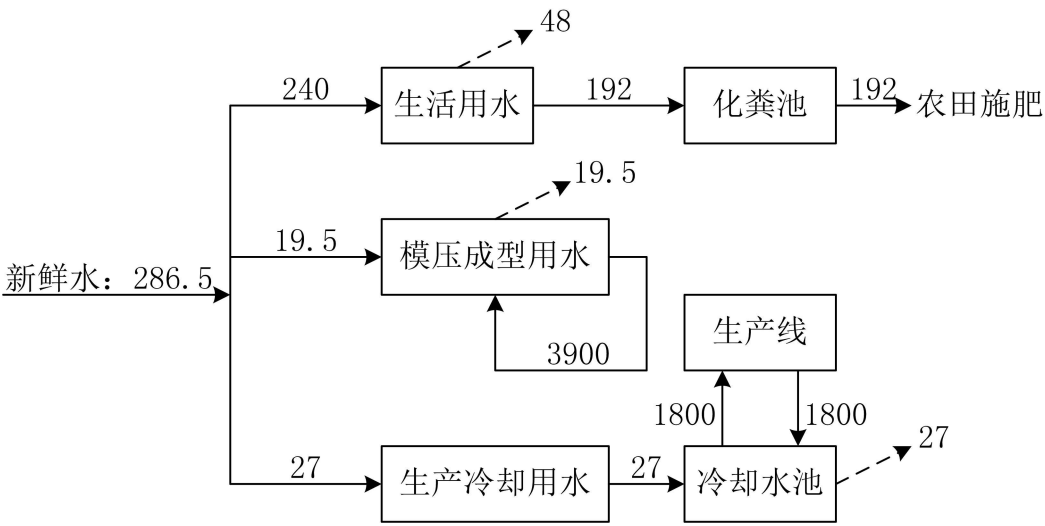 48
240
生活用水
192
化粪池
192
农田施肥
19.5
19.5
模压成型用水
新鲜水：286.5
3900
生产线
1800
1800
27
生产冷却用水
27
冷却水池
27